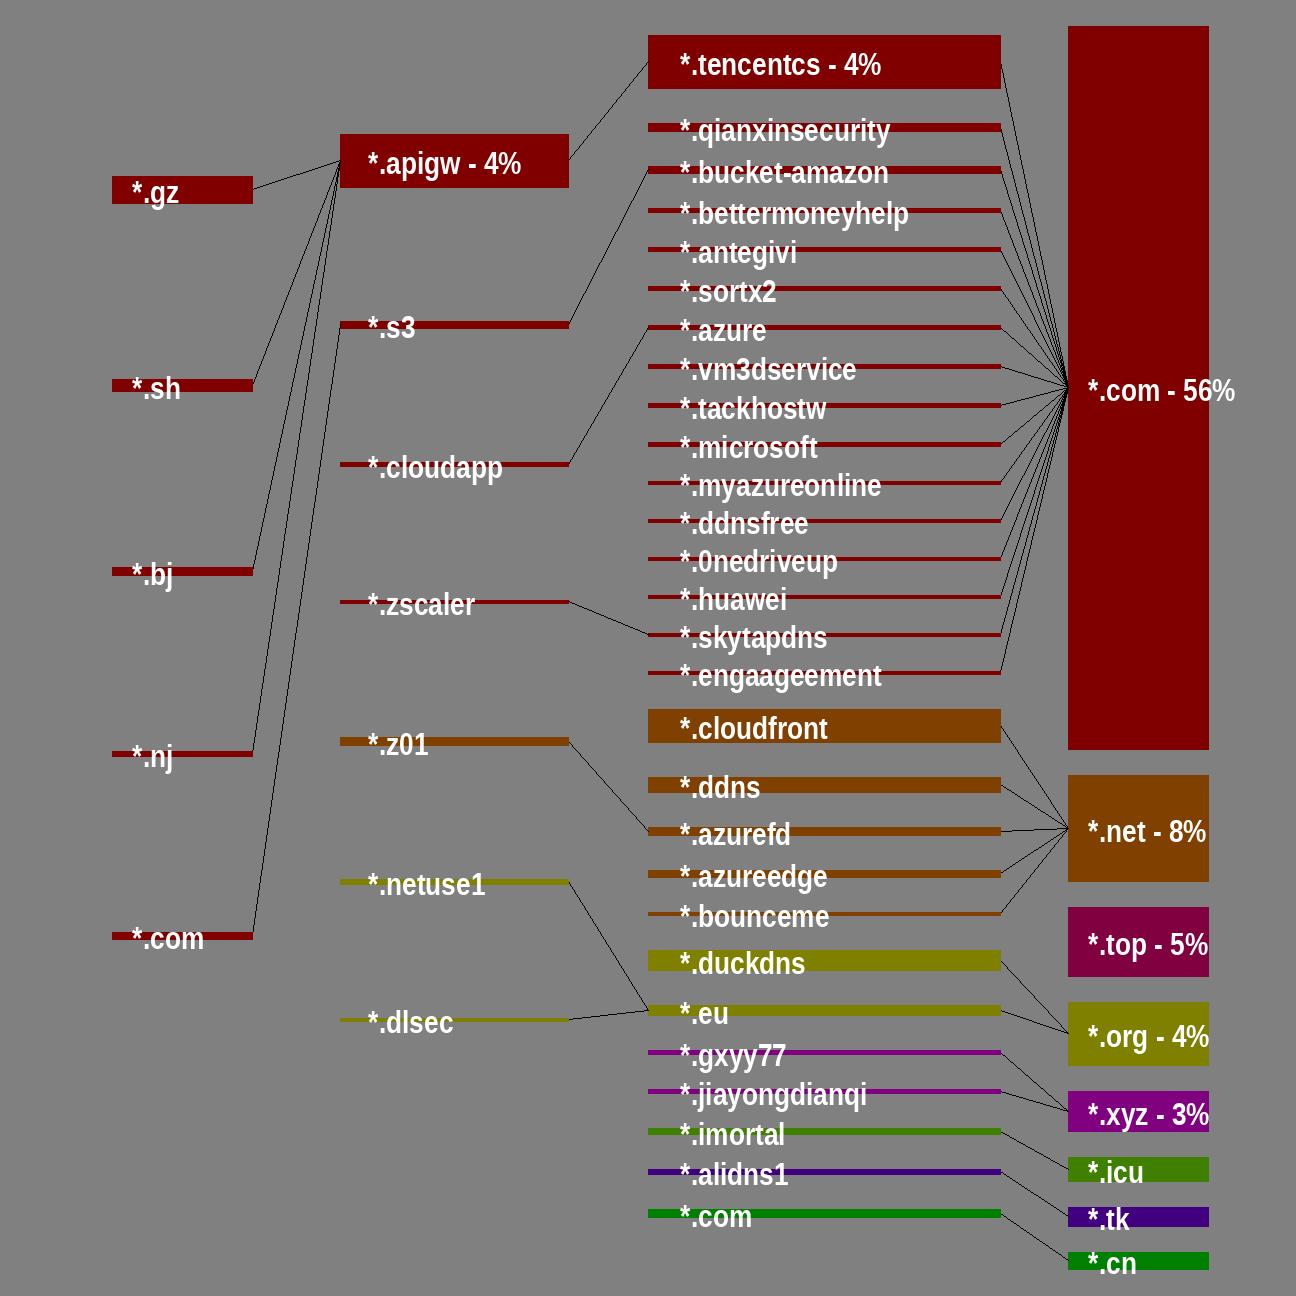 *.gz
*.sh
*.bj
*.nj
*.com
*.apigw - 4%
*.s3
*.cloudapp
*.zscaler
*.z01
*.netuse1
*.dlsec
*.tencentcs - 4%
*.qianxinsecurity
*.bucket-amazon
*.bettermoneyhelp
*.antegivi
*.sortx2
*.azure
*.vm3dservice
*.tackhostw
*.microsoft
*.myazureonline
*.ddnsfree
*.0nedriveup
*.huawei
*.skytapdns
*.engaageement
*.cloudfront
*.ddns
*.azurefd
*.azureedge
*.bounceme
*.duckdns
*.eu
*.gxyy77
*.jiayongdianqi
*.imortal
*.alidns1
*.com
*.com - 56%
*.net - 8%
*.top - 5%
*.org - 4%
*.xyz - 3%
*.icu
*.tk
*.cn